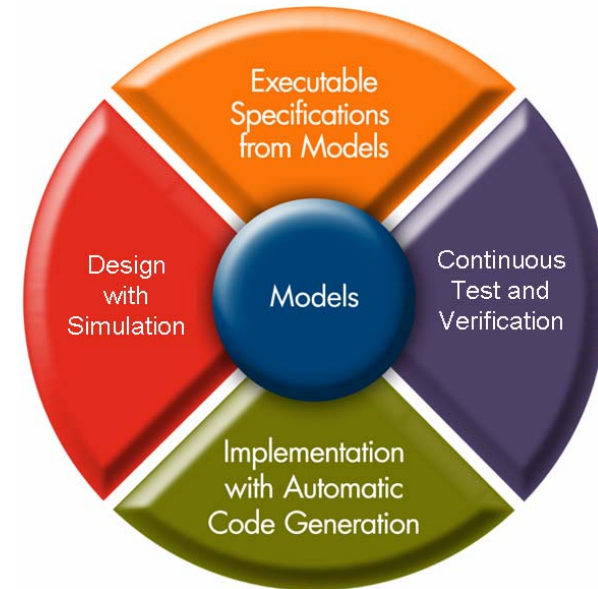 Executable
Specifications
from Models
Design
with
Simulation
Models
Continuous
Test and
Verification
Implementation
with Automatic
Code Generation